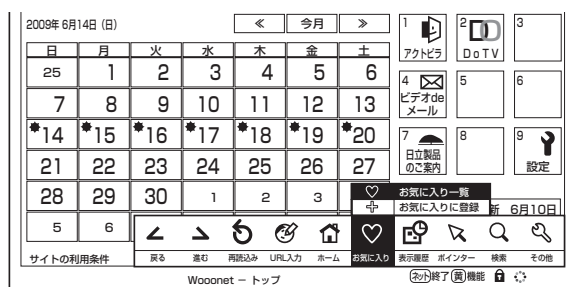 2009年 6月14日（日）
≪ 今月 ≫
日 月 火 水 木 金 土
25 1 2 3 4 5 6
7 8 9 10 11 12 13
14 15 16 17 18 19 20
21 22 23 24 25 26 27
28 29 30 1 2 3
5 6
サイトの利用条件
1 アクトビラ
2 DoTV
3
4 ビデオde
メール
5
6
7 日立製品
のご案内
8
9 設定
お気に入り一覧
お気に入りに登録
新 6月10日
戻る 進む 再読込み URL入力 ホーム お気に入り 表示履歴 ポインター 検索 その他
Wooonet − トップ
ネット終了 黄機能